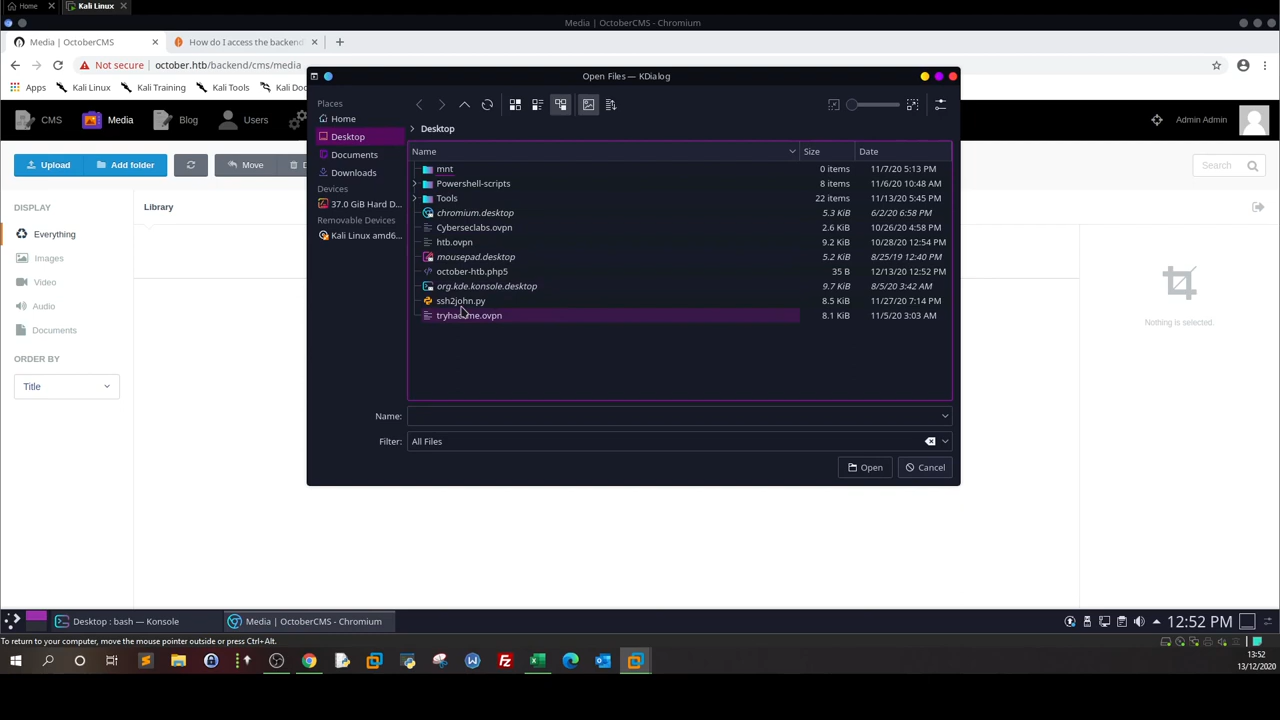 Home
Kali Linux
Media | OctoberCMS - Chromium
Media | OctoberCMS
How do I access the backend
Not secure
october.htb/backend/cms/media
Apps
Kali Linux
Kali Training
Kali Tools
Kali Do
CMS
Media
Blog
Users
Admin Admin
Upload
Add folder
Move
D
Search
DISPLAY
Library
Everything
Images
Video
Audio
Documents
ORDER BY
Title
Nothing is selected.
Open Files — KDialog
Places
Home
Desktop
Documents
Downloads
Devices
37.0 GiB Hard D...
Removable Devices
Kali Linux amd6...
Desktop
Name Size Date
mnt 0 items 11/7/20 5:13 PM
Powershell-scripts 8 items 11/6/20 10:48 AM
Tools 22 items 11/13/20 5:45 PM
chromium.desktop 5.3 KiB 6/2/20 6:58 PM
Cyberseclabs.ovpn 2.6 KiB 10/26/20 4:58 PM
htb.ovpn 9.2 KiB 10/28/20 12:54 PM
mousepad.desktop 5.2 KiB 8/25/19 12:40 PM
october-htb.php5 35 B 12/13/20 12:52 PM
org.kde.konsole.desktop 9.7 KiB 8/5/20 3:42 AM
ssh2john.py 8.5 KiB 11/27/20 7:14 PM
tryhackme.ovpn 8.1 KiB 11/5/20 3:03 AM
Name:
Filter: All Files
Open
Cancel
Desktop : bash — Konsole
Media | OctoberCMS - Chromium
12:52 PM
To return to your computer, move the mouse pointer outside or press Ctrl+Alt.
13:52
13/12/2020